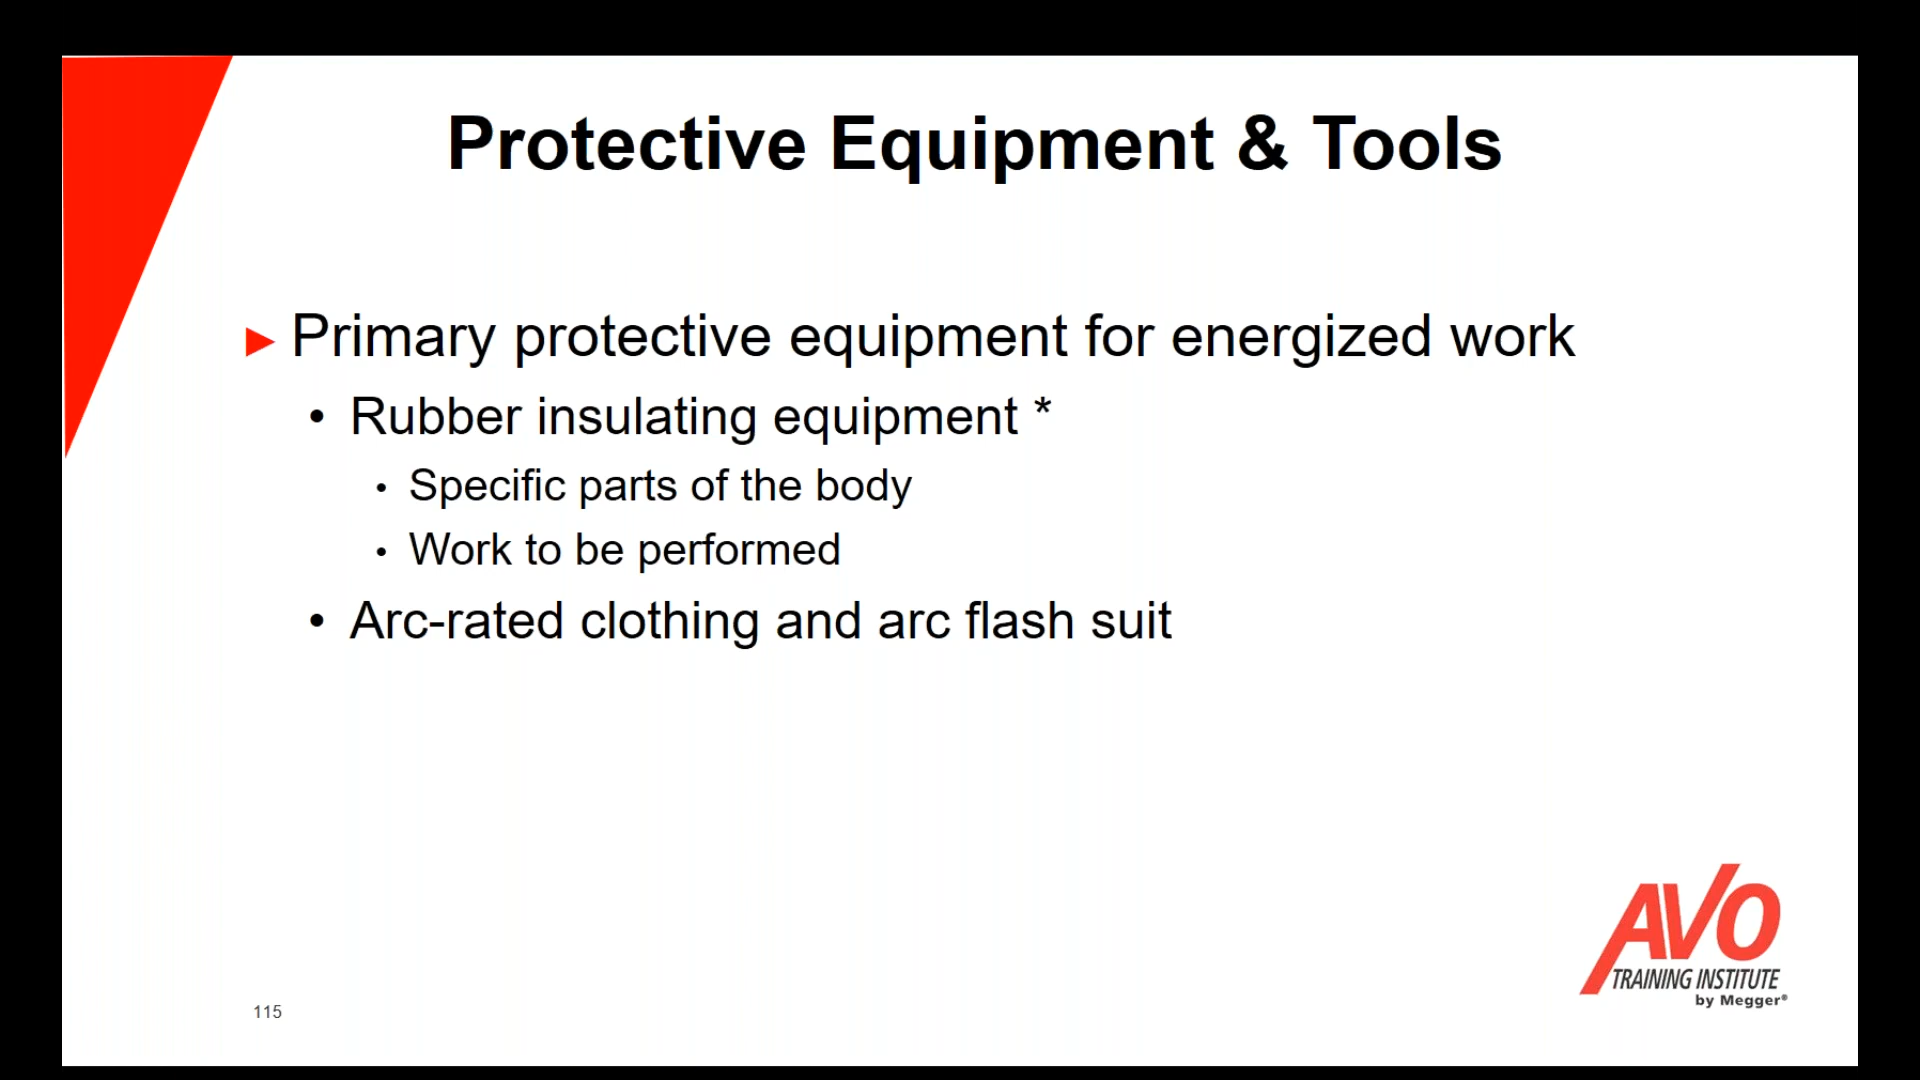 Protective Equipment & Tools
► Primary protective equipment for energized work
• Rubber insulating equipment *
• Specific parts of the body
• Work to be performed
• Arc-rated clothing and arc flash suit
AVO
TRAINING INSTITUTE
by Megger®
115